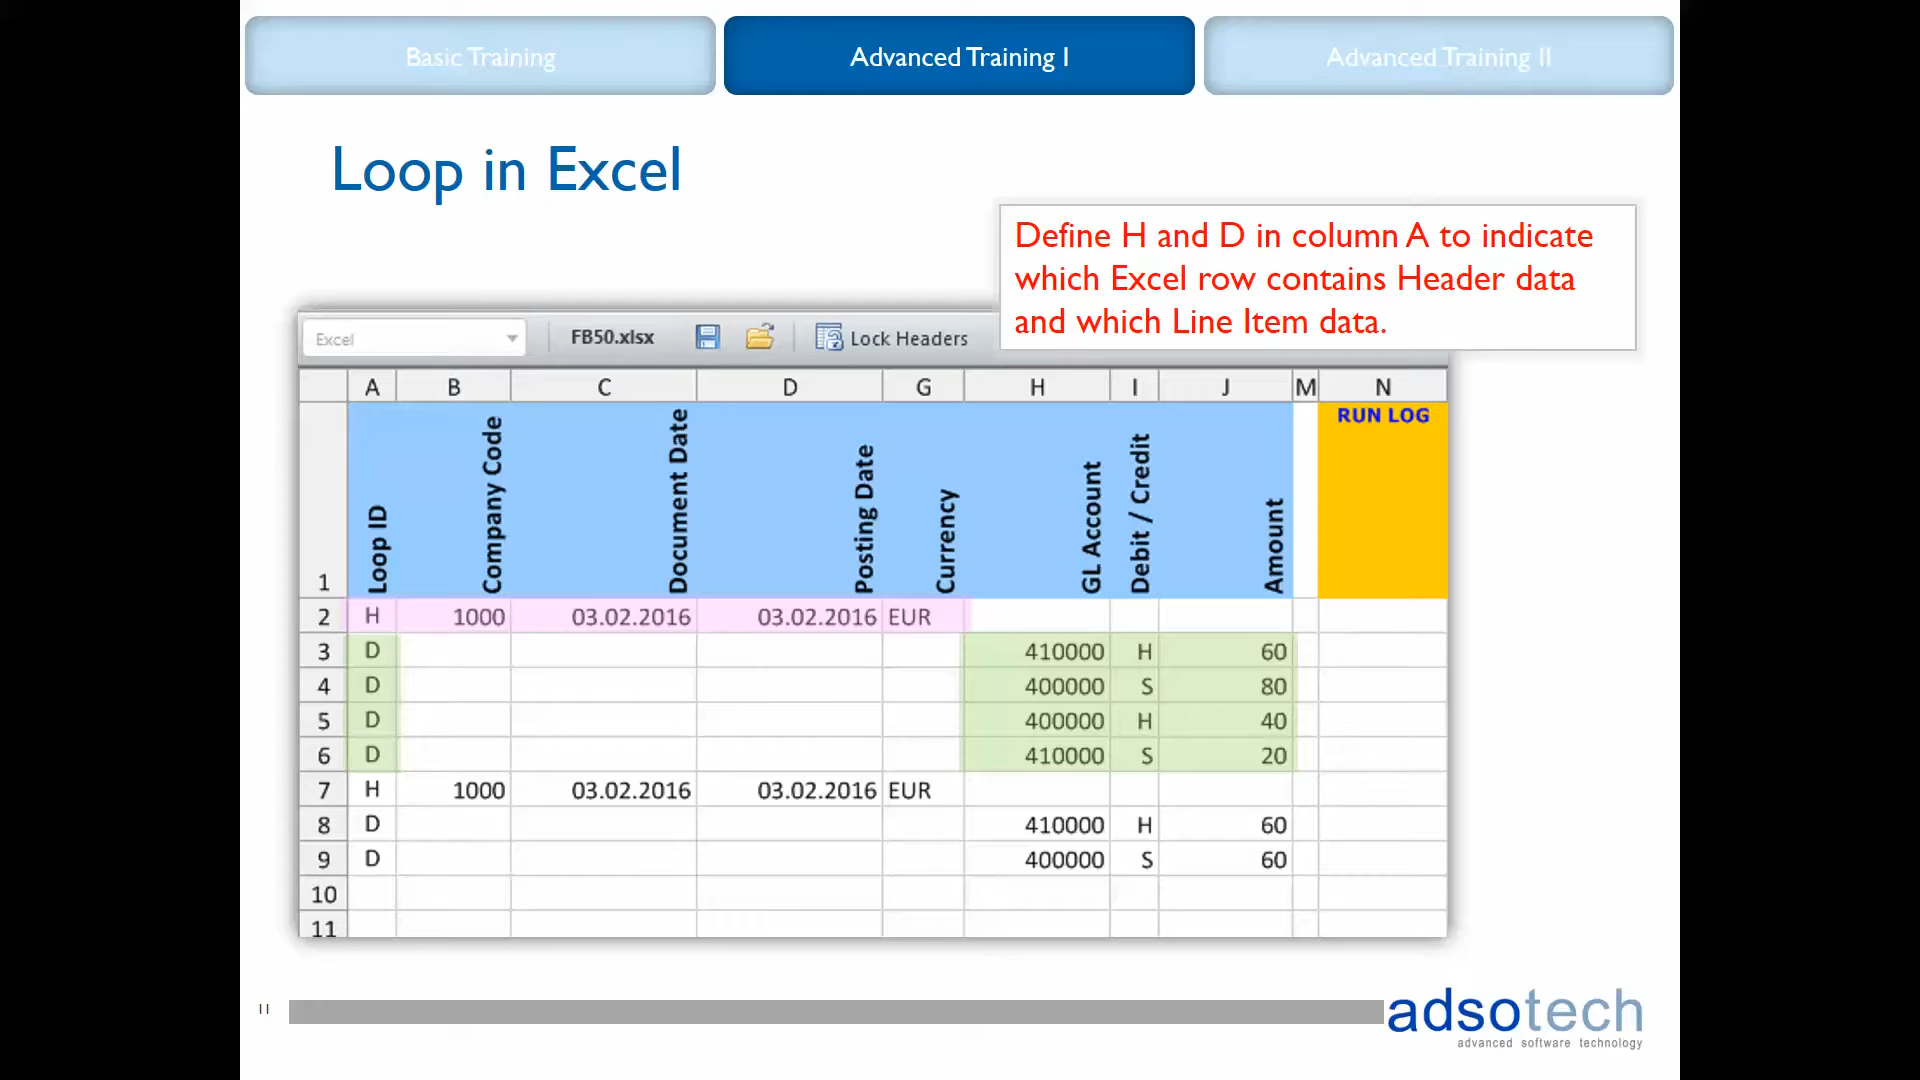 Basic Training
Advanced Training I
Advanced Training II
Loop in Excel
Define H and D in column A to indicate
which Excel row contains Header data
and which Line Item data.
Excel
FB50.xlsx
Lock Headers
A B C D G H I J M N
1 Loop ID Company Code Document Date Posting Date Currency GL Account Debit / Credit Amount RUN LOG
2 H 1000 03.02.2016 03.02.2016 EUR
3 D 410000 H 60
4 D 400000 S 80
5 D 400000 H 40
6 D 410000 S 20
7 H 1000 03.02.2016 03.02.2016 EUR
8 D 410000 H 60
9 D 400000 S 60
10
11
11
adsotech
advanced software technology